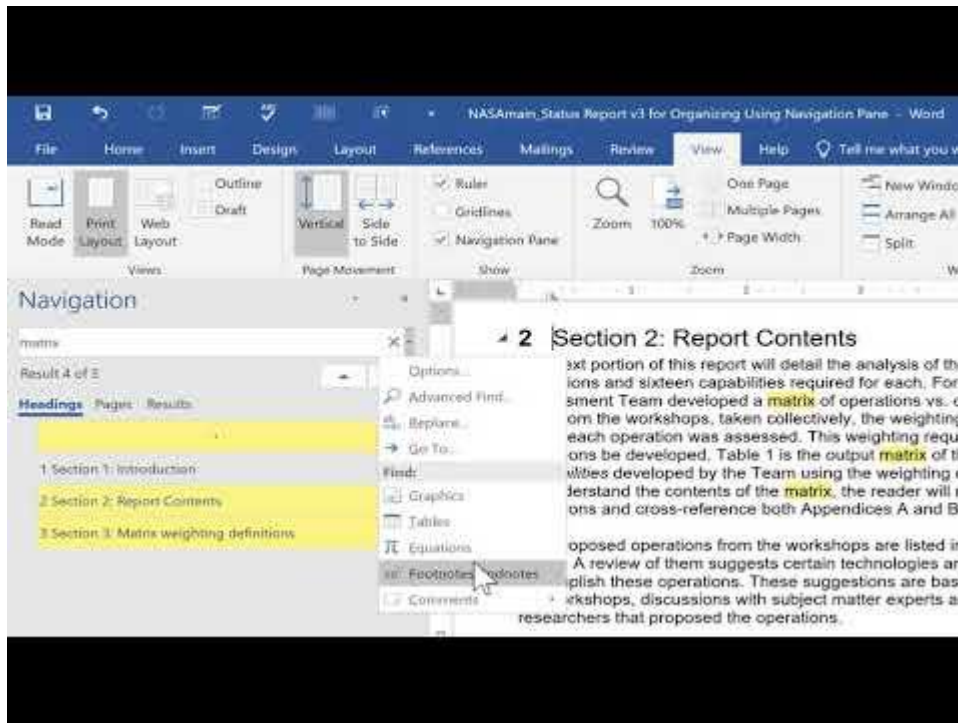 NASAmain_Status Report v3 for Organizing Using Navigation Pane - Word
File Home Insert Design Layout References Mailings Review View Help Tell me what you w
Read Mode
Print Layout
Web Layout
Outline
Draft
Views
Vertical
Side to Side
Page Movement
Ruler
Gridlines
Navigation Pane
Show
Zoom
100%
One Page
Multiple Pages
Page Width
Zoom
New Windo
Arrange All
Split
W
Navigation
matrix
Result 4 of
Headings Pages Results
1 Section 1: Introduction
2 Section 2: Report Contents
3 Section 3: Matrix weighting definitions
Options...
Advanced Find...
Replace...
Go To...
Find:
Graphics
Tables
Equations
Footnotes/Endnotes
Comments
2 Section 2: Report Contents
ext portion of this report will detail the analysis of th
ions and sixteen capabilities required for each. For
sment Team developed a matrix of operations vs. c
om the workshops, taken collectively, the weighting
each operation was assessed. This weighting requ
ons be developed. Table 1 is the output matrix of th
ilities developed by the Team using the weighting
derstand the contents of the matrix, the reader will
ons and cross-reference both Appendices A and B
oposed operations from the workshops are listed in
A review of them suggests certain technologies ar
plish these operations. These suggestions are bas
rkshops, discussions with subject matter experts a
researchers that proposed the operations.